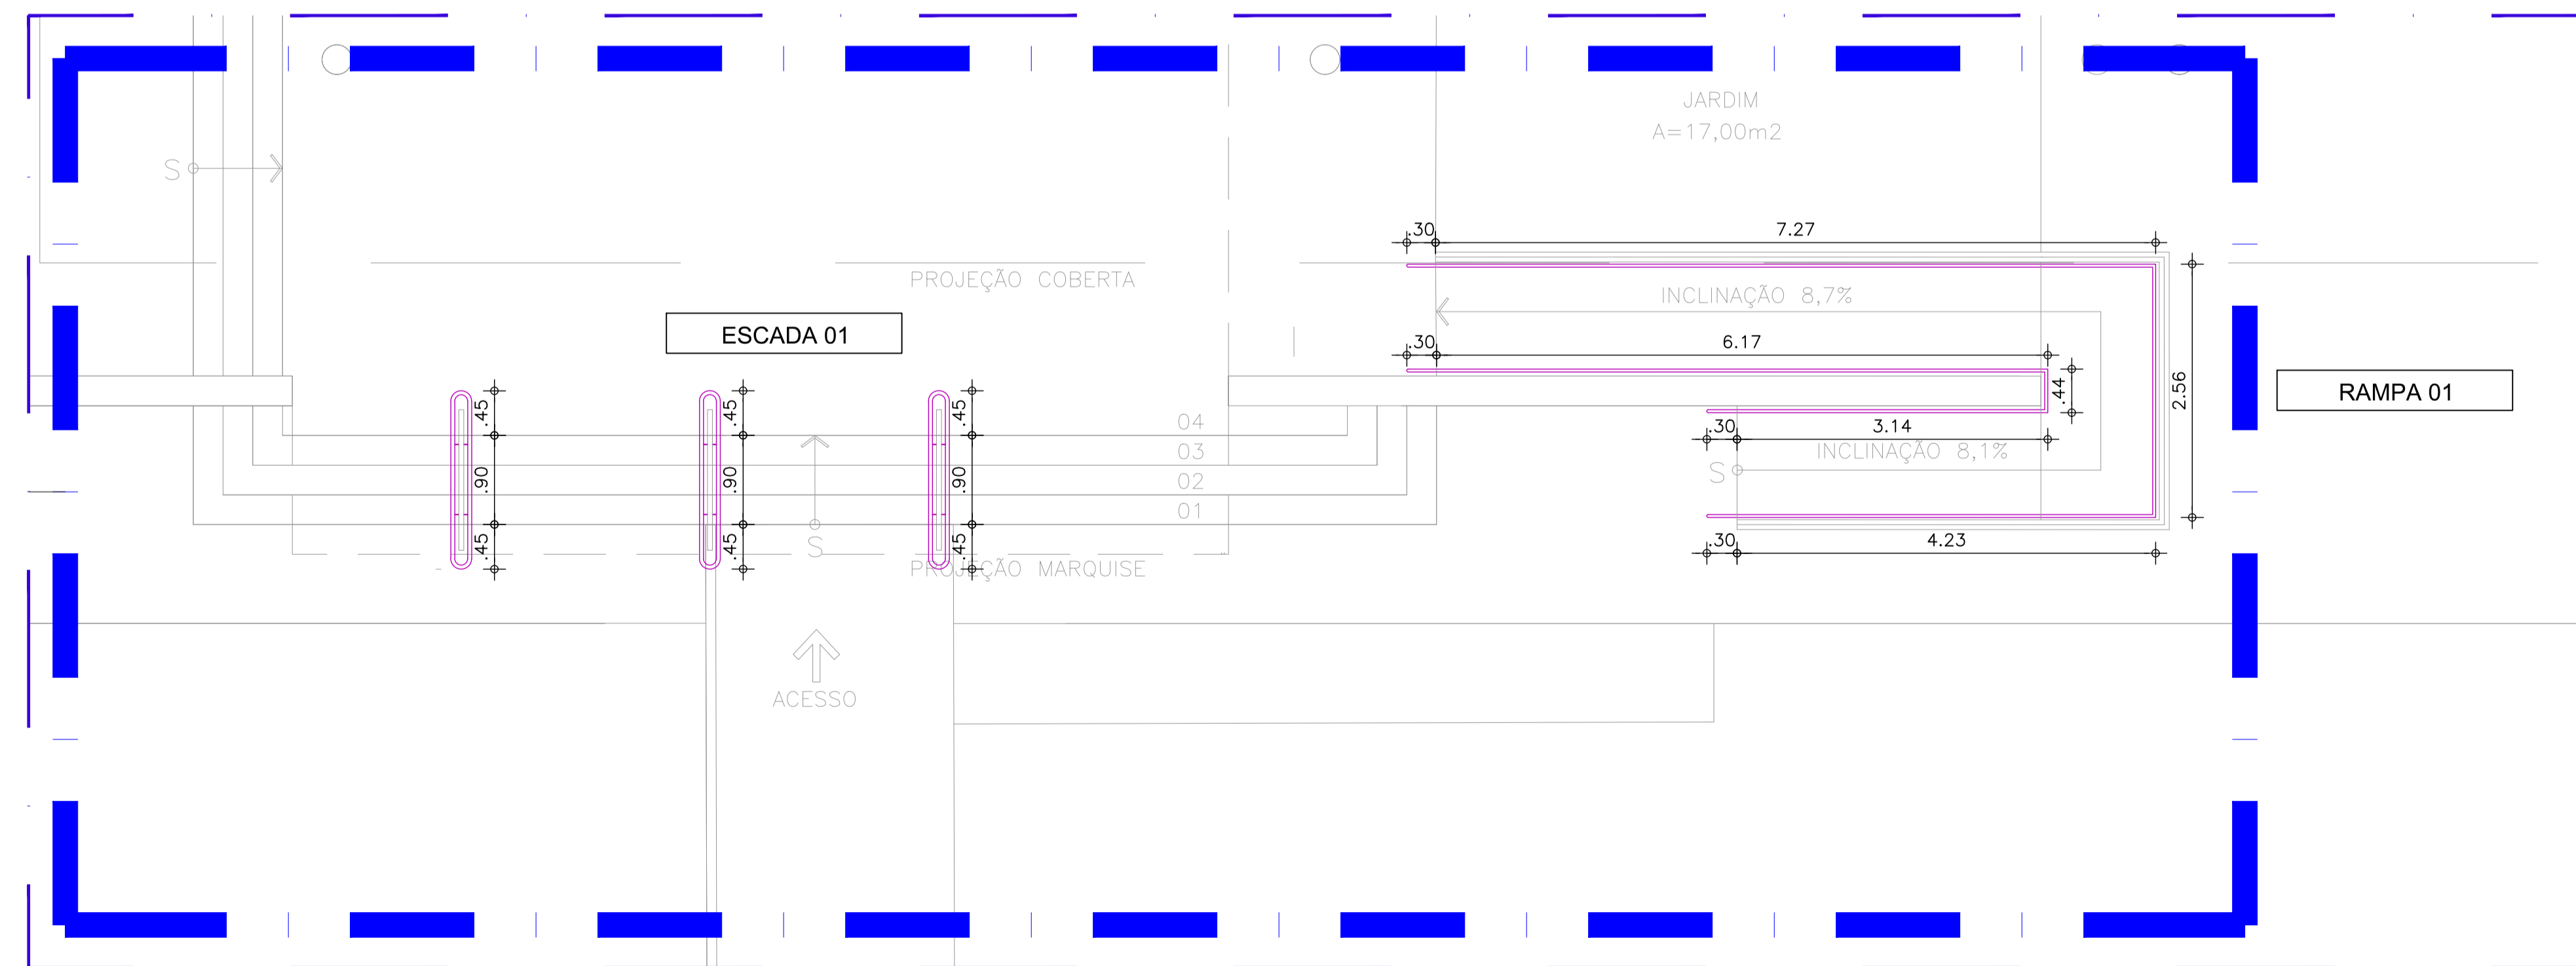 JARDIM
A=17,00m2
S
.30
7.27
PROJEÇÃO COBERTA
INCLINAÇÃO 8,7%
ESCADA 01
.30
6.17
.44
2.56
RAMPA 01
.45
.45
.45
04
03
02
01
.90
.90
.90
.30
3.14
INCLINAÇÃO 8,1%
S
.45
.45
.45
S
.30
4.23
PROJEÇÃO MARQUISE
ACESSO